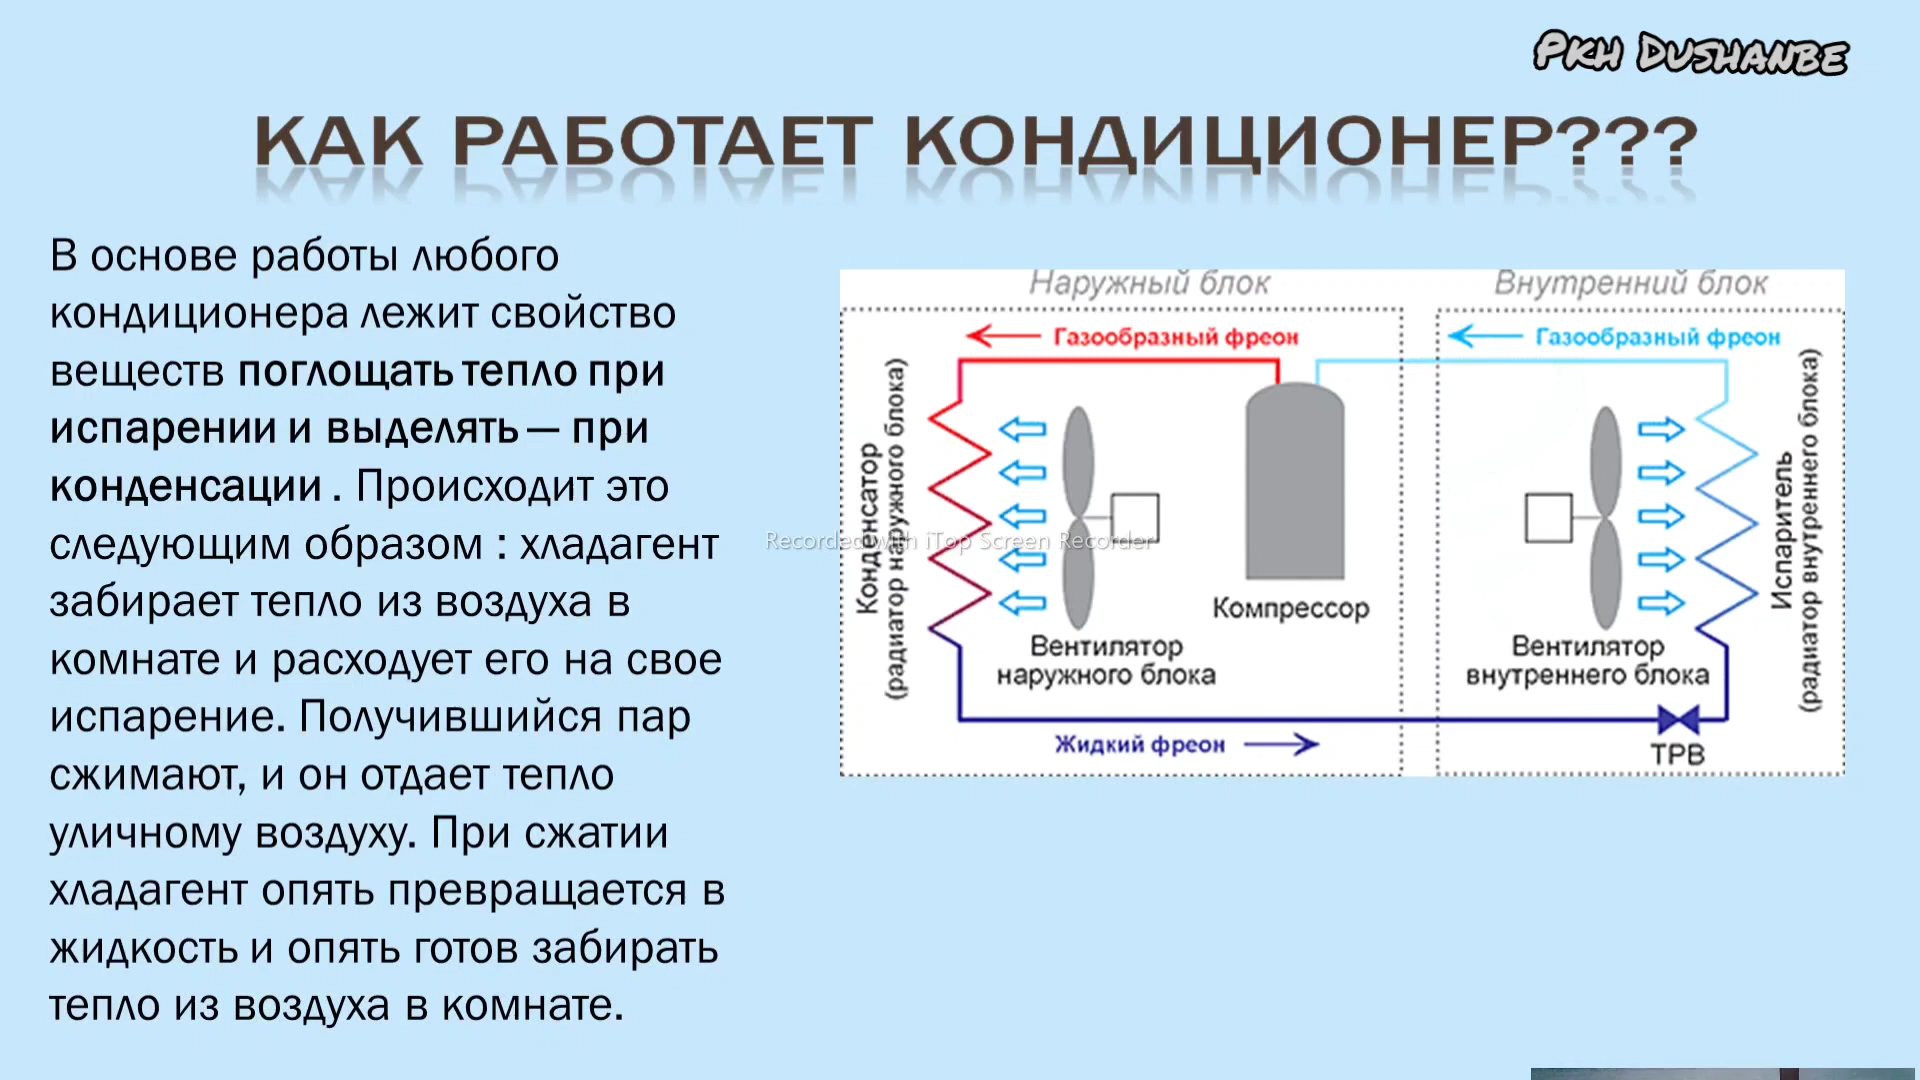 Pkh Dushanbe
КАК РАБОТАЕТ КОНДИЦИОНЕР???
В основе работы любого
кондиционера лежит свойство
веществ поглощать тепло при
испарении и выделять — при
конденсации . Происходит это
следующим образом : хладагент
забирает тепло из воздуха в
комнате и расходует его на свое
испарение. Получившийся пар
сжимают, и он отдает тепло
уличному воздуху. При сжатии
хладагент опять превращается в
жидкость и опять готов забирать
тепло из воздуха в комнате.
Наружный блок
Внутренний блок
Газообразный фреон
Газообразный фреон
Конденсатор
(радиатор наружного блока)
Компрессор
Вентилятор
наружного блока
Вентилятор
внутреннего блока
Испаритель
(радиатор внутреннего блока)
Жидкий фреон
ТРВ
Recorded with iTop Screen Recorder